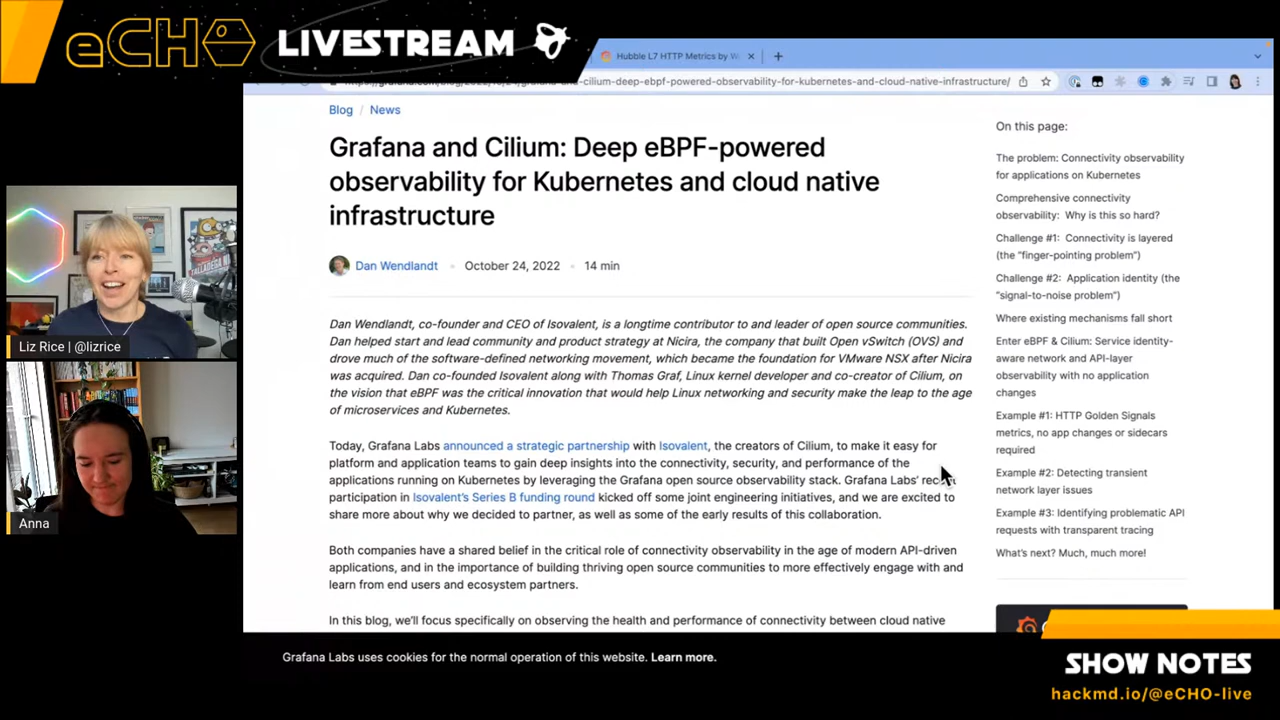 eCHO LIVESTREAM
Hubble L7 HTTP Metrics by
-cilium-deep-ebpf-powered-observability-for-kubernetes-and-cloud-native-infrastructure/
Blog / News
Grafana and Cilium: Deep eBPF-powered
observability for Kubernetes and cloud native
infrastructure
Dan Wendlandt • October 24, 2022 • 14 min
Dan Wendlandt, co-founder and CEO of Isovalent, is a longtime contributor to and leader of open source communities.
Dan helped start and lead community and product strategy at Nicira, the company that built Open vSwitch (OVS) and
drove much of the software-defined networking movement, which became the foundation for VMware NSX after Nicira
was acquired. Dan co-founded Isovalent along with Thomas Graf, Linux kernel developer and co-creator of Cilium, on
the vision that eBPF was the critical innovation that would help Linux networking and security make the leap to the age
of microservices and Kubernetes.
Today, Grafana Labs announced a strategic partnership with Isovalent, the creators of Cilium, to make it easy for
platform and application teams to gain deep insights into the connectivity, security, and performance of the
applications running on Kubernetes by leveraging the Grafana open source observability stack. Grafana Labs’
participation in Isovalent’s Series B funding round kicked off some joint engineering initiatives, and we are excited to
share more about why we decided to partner, as well as some of the early results of this collaboration.
Both companies have a shared belief in the critical role of connectivity observability in the age of modern API-driven
applications, and in the importance of building thriving open source communities to more effectively engage with and
learn from end users and ecosystem partners.
In this blog, we’ll focus specifically on observing the health and performance of connectivity between cloud native
On this page:
The problem: Connectivity observability
for applications on Kubernetes
Comprehensive connectivity
observability: Why is this so hard?
Challenge #1: Connectivity is layered
(the “finger-pointing problem”)
Challenge #2: Application identity (the
“signal-to-noise problem”)
Where existing mechanisms fall short
Enter eBPF & Cilium: Service identity-
aware network and API-layer
observability with no application
changes
Example #1: HTTP Golden Signals
metrics, no app changes or sidecars
required
Example #2: Detecting transient
network layer issues
Example #3: Identifying problematic API
requests with transparent tracing
What’s next? Much, much more!
Liz Rice | @lizrice
Anna
Grafana Labs uses cookies for the normal operation of this website. Learn more.
SHOW NOTES
hackmd.io/@eCHO-live